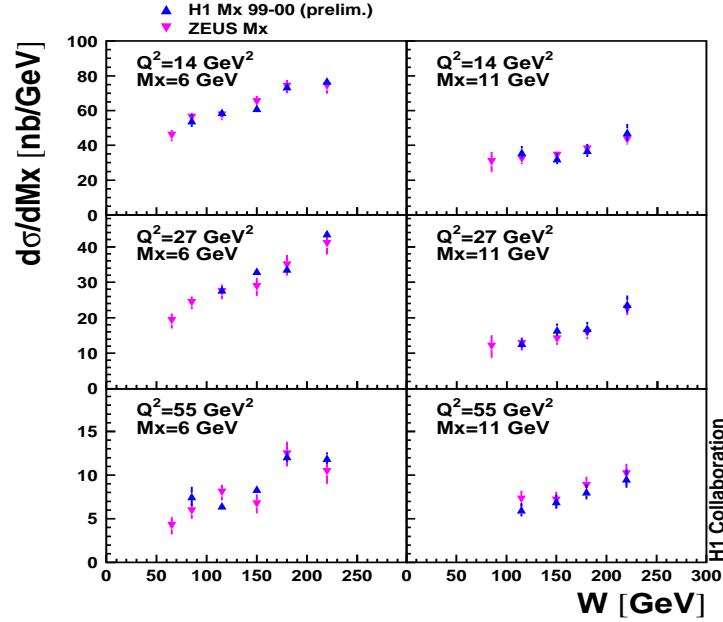 H1 Mx 99-00 (prelim.)
ZEUS Mx
dσ/dMx [nb/GeV]
100
80
60
40
20
0
Q²=14 GeV²
Mx=6 GeV
Q²=14 GeV²
Mx=11 GeV
40
30
20
10
0
Q²=27 GeV²
Mx=6 GeV
Q²=27 GeV²
Mx=11 GeV
15
10
5
0
Q²=55 GeV²
Mx=6 GeV
Q²=55 GeV²
Mx=11 GeV
0 50 100 150 200 250 0 50 100 150 200 250 300
W [GeV]
H1 Collaboration